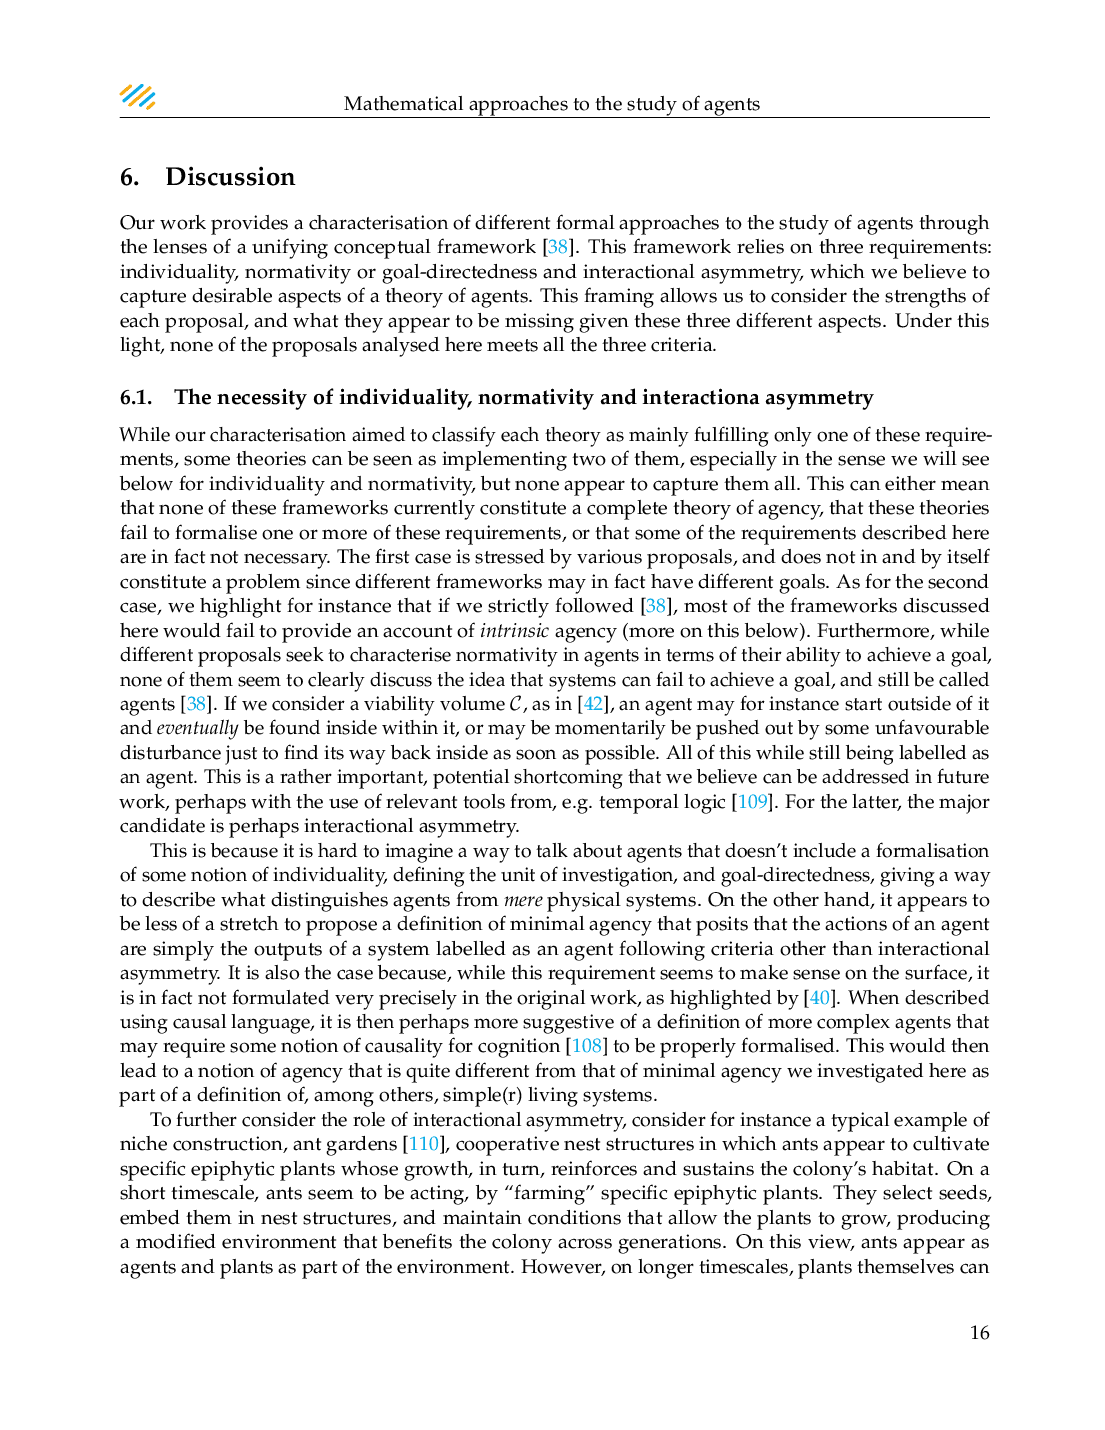 Mathematical approaches to the study of agents
6. Discussion
Our work provides a characterisation of different formal approaches to the study of agents through
the lenses of a unifying conceptual framework [38]. This framework relies on three requirements:
individuality, normativity or goal-directedness and interactional asymmetry, which we believe to
capture desirable aspects of a theory of agents. This framing allows us to consider the strengths of
each proposal, and what they appear to be missing given these three different aspects. Under this
light, none of the proposals analysed here meets all the three criteria.
6.1. The necessity of individuality, normativity and interactiona asymmetry
While our characterisation aimed to classify each theory as mainly fulfilling only one of these require-
ments, some theories can be seen as implementing two of them, especially in the sense we will see
below for individuality and normativity, but none appear to capture them all. This can either mean
that none of these frameworks currently constitute a complete theory of agency, that these theories
fail to formalise one or more of these requirements, or that some of the requirements described here
are in fact not necessary. The first case is stressed by various proposals, and does not in and by itself
constitute a problem since different frameworks may in fact have different goals. As for the second
case, we highlight for instance that if we strictly followed [38], most of the frameworks discussed
here would fail to provide an account of intrinsic agency (more on this below). Furthermore, while
different proposals seek to characterise normativity in agents in terms of their ability to achieve a goal,
none of them seem to clearly discuss the idea that systems can fail to achieve a goal, and still be called
agents [38]. If we consider a viability volume C, as in [42], an agent may for instance start outside of it
and eventually be found inside within it, or may be momentarily be pushed out by some unfavourable
disturbance just to find its way back inside as soon as possible. All of this while still being labelled as
an agent. This is a rather important, potential shortcoming that we believe can be addressed in future
work, perhaps with the use of relevant tools from, e.g. temporal logic [109]. For the latter, the major
candidate is perhaps interactional asymmetry.
This is because it is hard to imagine a way to talk about agents that doesn't include a formalisation
of some notion of individuality, defining the unit of investigation, and goal-directedness, giving a way
to describe what distinguishes agents from mere physical systems. On the other hand, it appears to
be less of a stretch to propose a definition of minimal agency that posits that the actions of an agent
are simply the outputs of a system labelled as an agent following criteria other than interactional
asymmetry. It is also the case because, while this requirement seems to make sense on the surface, it
is in fact not formulated very precisely in the original work, as highlighted by [40]. When described
using causal language, it is then perhaps more suggestive of a definition of more complex agents that
may require some notion of causality for cognition [108] to be properly formalised. This would then
lead to a notion of agency that is quite different from that of minimal agency we investigated here as
part of a definition of, among others, simple(r) living systems.
To further consider the role of interactional asymmetry, consider for instance a typical example of
niche construction, ant gardens [110], cooperative nest structures in which ants appear to cultivate
specific epiphytic plants whose growth, in turn, reinforces and sustains the colony's habitat. On a
short timescale, ants seem to be acting, by “farming” specific epiphytic plants. They select seeds,
embed them in nest structures, and maintain conditions that allow the plants to grow, producing
a modified environment that benefits the colony across generations. On this view, ants appear as
agents and plants as part of the environment. However, on longer timescales, plants themselves can
16